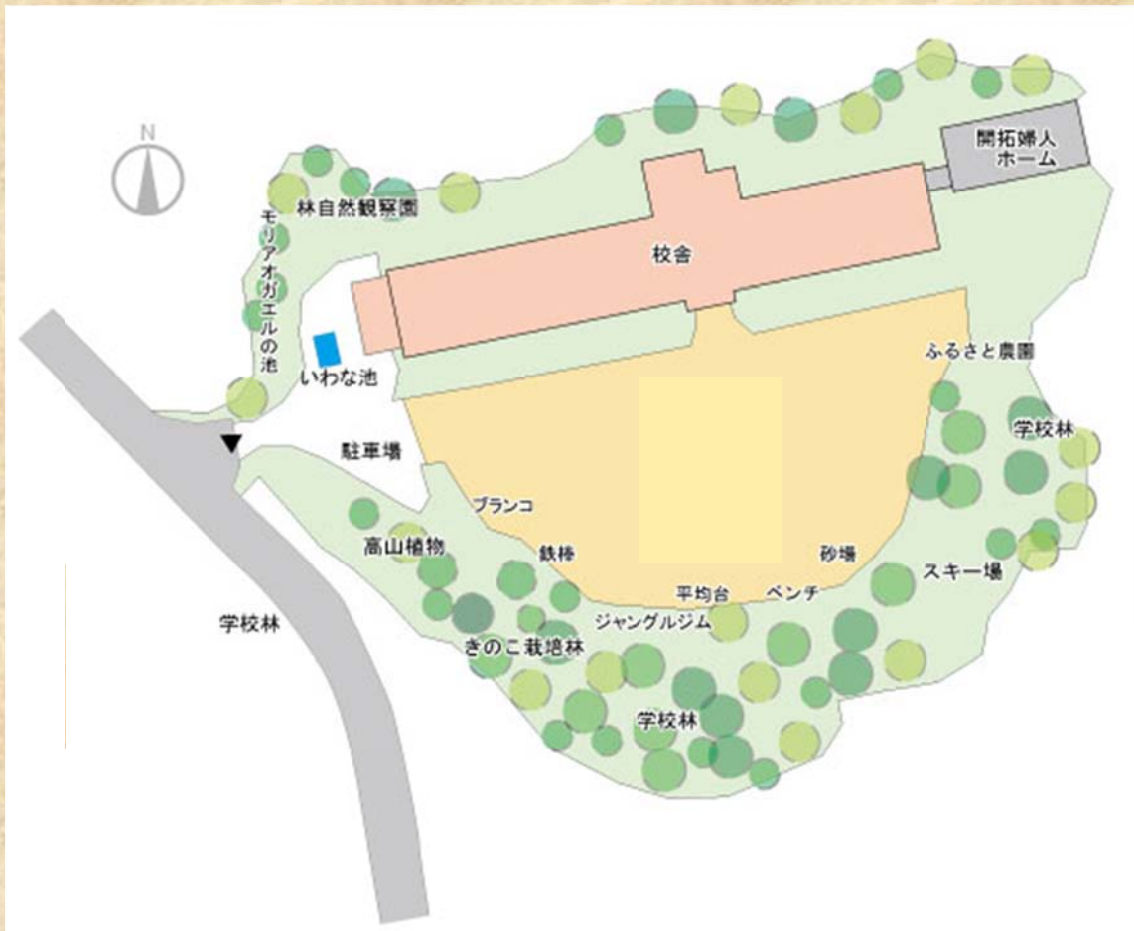 N
開拓婦人
ホーム
林自然観察園
モリアオガエルの池
校舎
いわな池
ふるさと農園
学校林
駐車場
ブランコ
高山植物
鉄棒
砂場
スキー場
平均台
ベンチ
ジャングルジム
学校林
きのこ栽培林
学校林